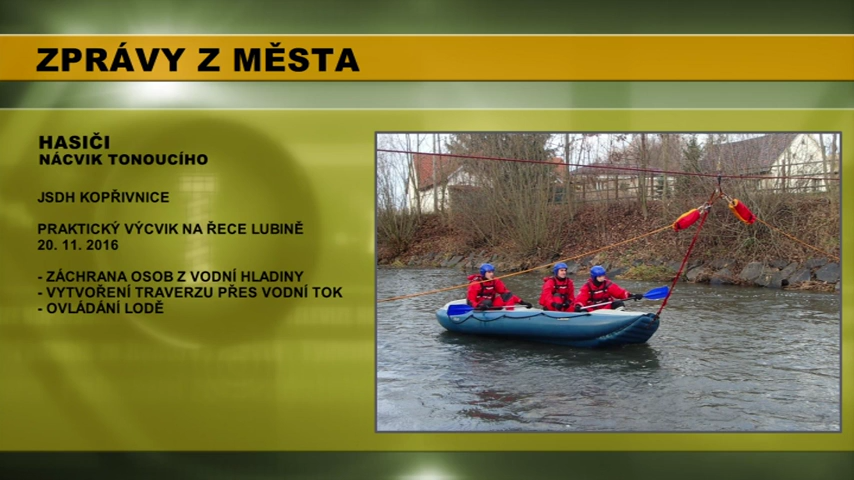 ZPRÁVY Z MĚSTA
HASIČI
NÁCVIK TONOUCÍHO
JSDH KOPŘIVNICE
PRAKTICKÝ VÝCVIK NA ŘECE LUBINĚ
20. 11. 2016
- ZÁCHRANA OSOB Z VODNÍ HLADINY
- VYTVOŘENÍ TRAVERZU PŘES VODNÍ TOK
- OVLÁDÁNÍ LODĚ